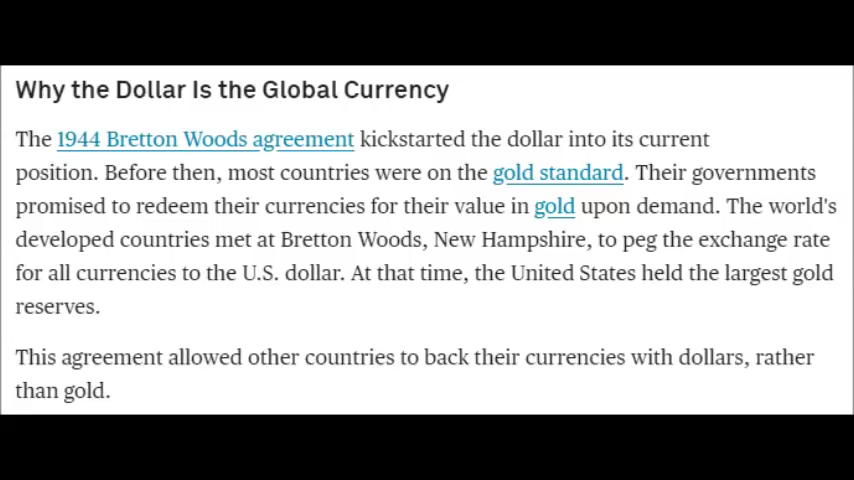 Why the Dollar Is the Global Currency
The 1944 Bretton Woods agreement kickstarted the dollar into its current
position. Before then, most countries were on the gold standard. Their governments
promised to redeem their currencies for their value in gold upon demand. The world's
developed countries met at Bretton Woods, New Hampshire, to peg the exchange rate
for all currencies to the U.S. dollar. At that time, the United States held the largest gold
reserves.
This agreement allowed other countries to back their currencies with dollars, rather
than gold.